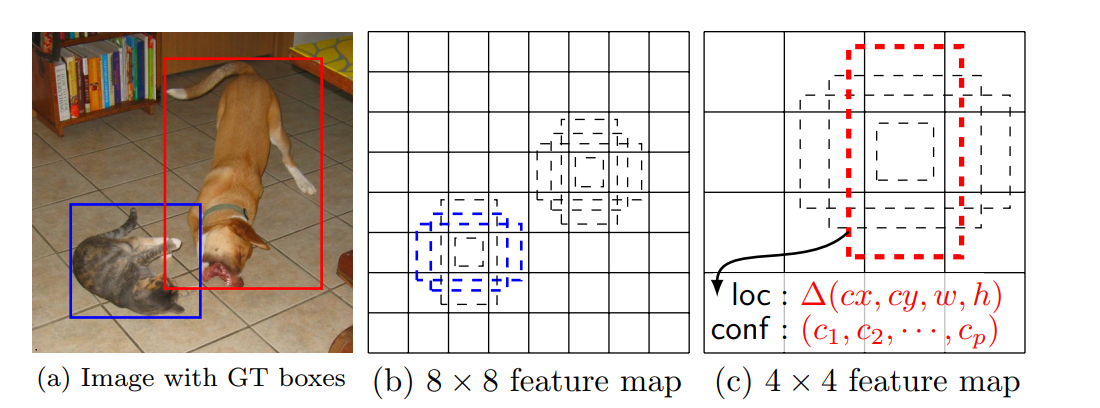 loc : Δ(cx, cy, w, h)
conf : (c₁, c₂, ⋯, cₚ)
(a) Image with GT boxes
(b) 8 × 8 feature map
(c) 4 × 4 feature map